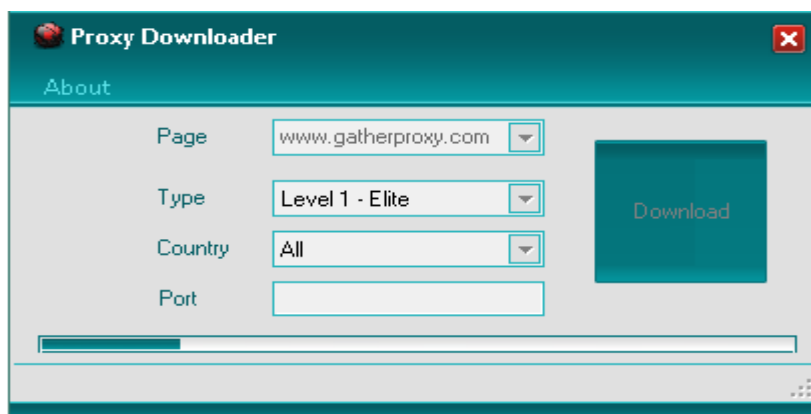 Proxy Downloader
About
Page www.gatherproxy.com
Type Level 1 - Elite
Download
Country All
Port